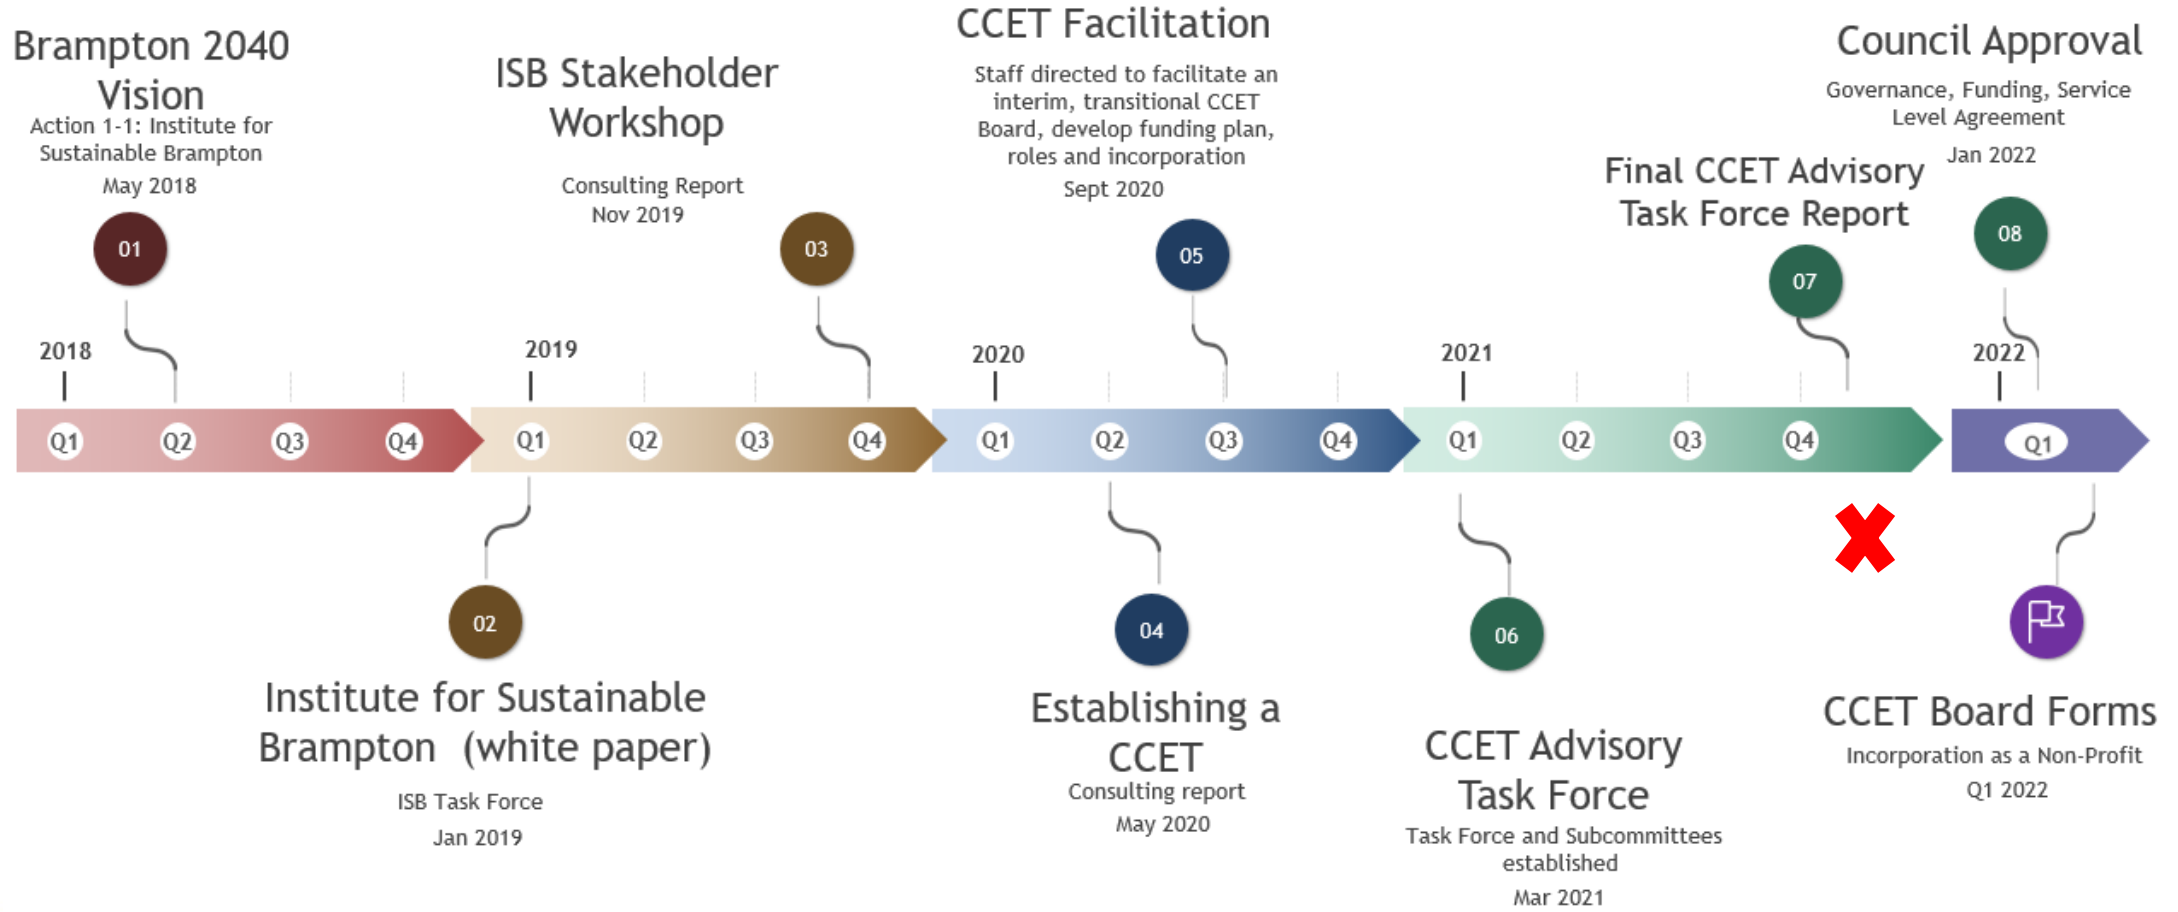 Brampton 2040
Vision
Action 1-1: Institute for
Sustainable Brampton
May 2018
01
ISB Stakeholder
Workshop
Consulting Report
Nov 2019
03
CCET Facilitation
Staff directed to facilitate an
interim, transitional CCET
Board, develop funding plan,
roles and incorporation
Sept 2020
05
Final CCET Advisory
Task Force Report
07
Council Approval
Governance, Funding, Service
Level Agreement
Jan 2022
08
2018
2019
2020
2021
2022
Q1 Q2 Q3 Q4 Q1 Q2 Q3 Q4 Q1 Q2 Q3 Q4 Q1 Q2 Q3 Q4 Q1
02
Institute for Sustainable
Brampton (white paper)
ISB Task Force
Jan 2019
04
Establishing a
CCET
Consulting report
May 2020
06
CCET Advisory
Task Force
Task Force and Subcommittees
established
Mar 2021
CCET Board Forms
Incorporation as a Non-Profit
Q1 2022